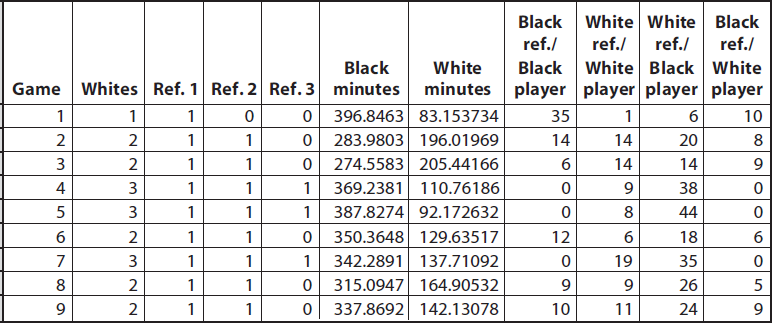 Black White White Black
ref./ ref./ ref./ ref./
Black White Black White Black White
Game Whites Ref. 1 Ref. 2 Ref. 3 minutes minutes player player player player
1 1 1 0 0 396.8463 83.153734 35 1 6 10
2 2 1 1 0 283.9803 196.01969 14 14 20 8
3 2 1 1 0 274.5583 205.44166 6 14 14 9
4 3 1 1 1 369.2381 110.76186 0 9 38 0
5 3 1 1 1 387.8274 92.172632 0 8 44 0
6 2 1 1 0 350.3648 129.63517 12 6 18 6
7 3 1 1 1 342.2891 137.71092 0 19 35 0
8 2 1 1 0 315.0947 164.90532 9 9 26 5
9 2 1 1 0 337.8692 142.13078 10 11 24 9